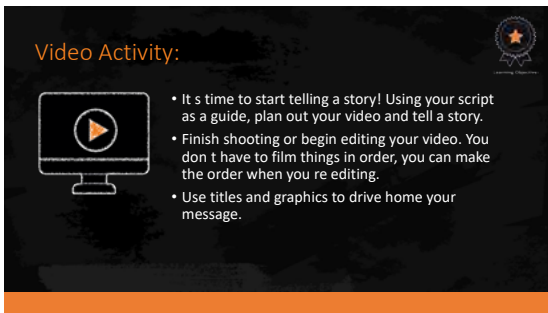 Video Activity:
Learning Objective
• It s time to start telling a story! Using your script
as a guide, plan out your video and tell a story.
• Finish shooting or begin editing your video. You
don t have to film things in order, you can make
the order when you re editing.
• Use titles and graphics to drive home your
message.